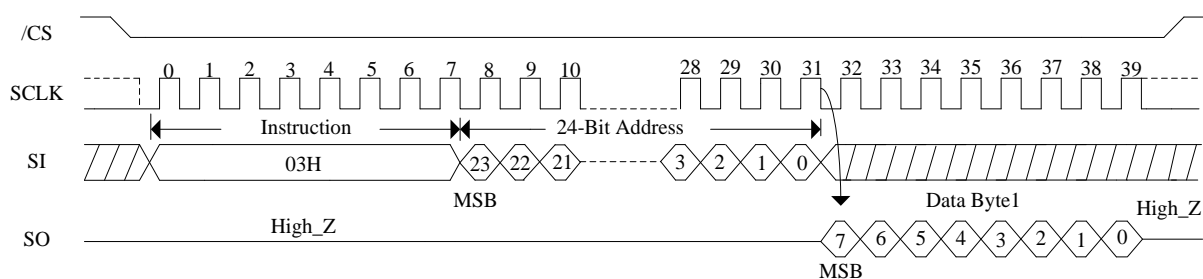 /CS
0 1 2 3 4 5 6 7 8 9 10 28 29 30 31 32 33 34 35 36 37 38 39
SCLK
Instruction 24-Bit Address
SI 03H 23 22 21 3 2 1 0
MSB Data Byte1
High_Z High_Z
SO 7 6 5 4 3 2 1 0
MSB